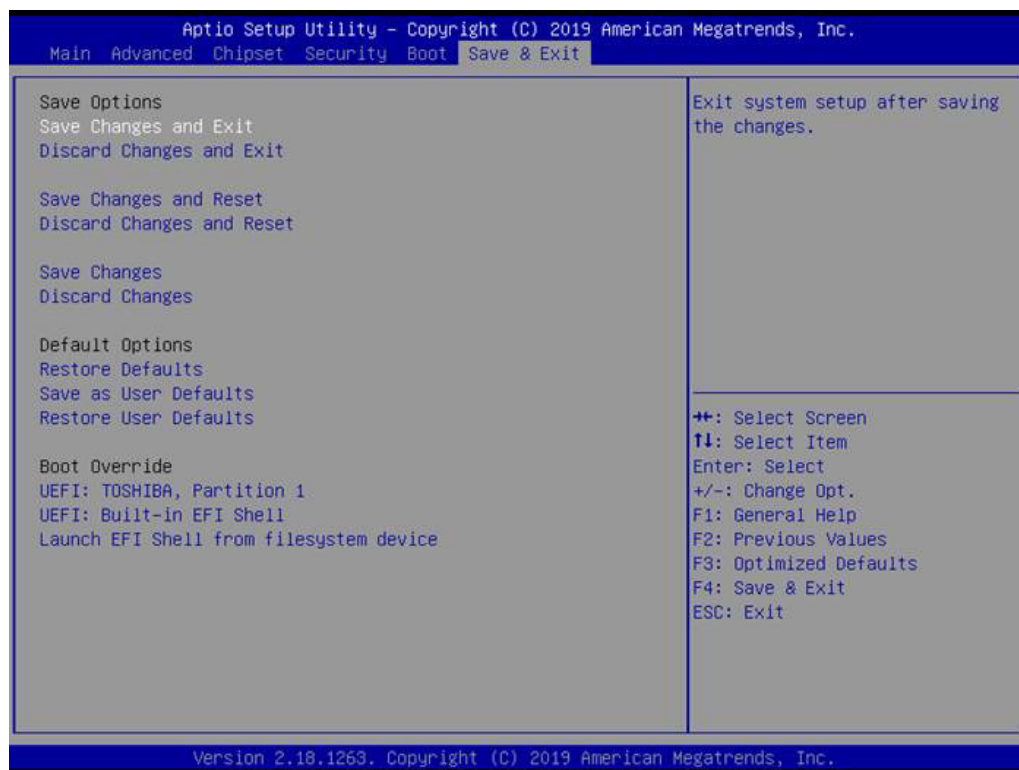 Aptio Setup Utility – Copyright (C) 2019 American Megatrends, Inc.
Main Advanced Chipset Security Boot Save & Exit
Save Options
Save Changes and Exit
Discard Changes and Exit
Save Changes and Reset
Discard Changes and Reset
Save Changes
Discard Changes
Default Options
Restore Defaults
Save as User Defaults
Restore User Defaults
Boot Override
UEFI: TOSHIBA, Partition 1
UEFI: Built-in EFI Shell
Launch EFI Shell from filesystem device
Exit system setup after saving
the changes.
→←: Select Screen
↑↓: Select Item
Enter: Select
+/-: Change Opt.
F1: General Help
F2: Previous Values
F3: Optimized Defaults
F4: Save & Exit
ESC: Exit
Version 2.18.1263. Copyright (C) 2019 American Megatrends, Inc.